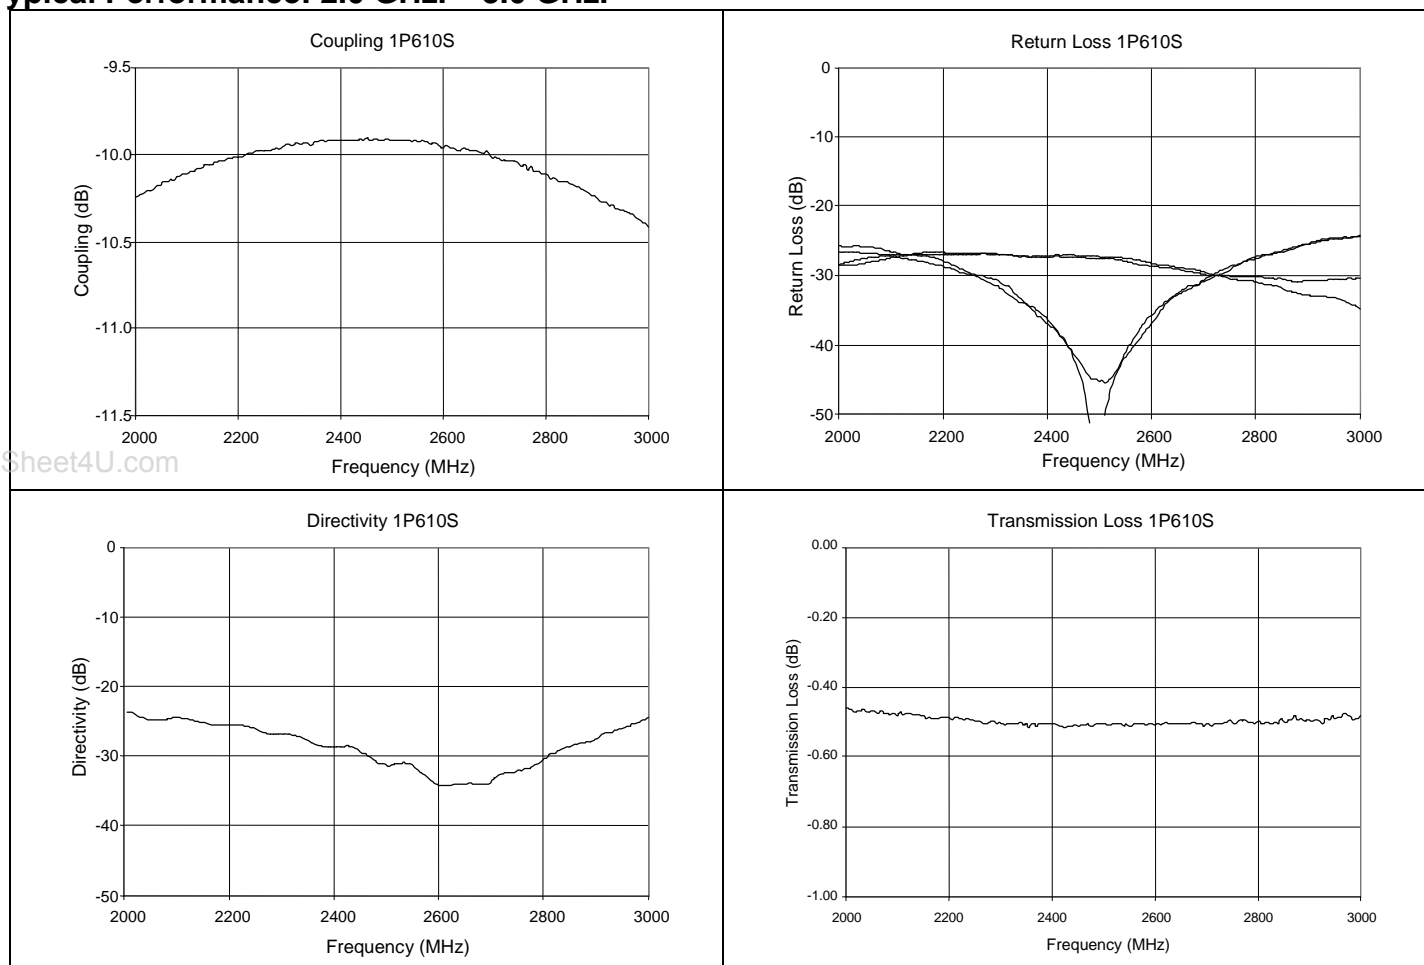 Coupling 1P610S
-9.5
-10.0
-10.5
-11.0
-11.5
Coupling (dB)
2000 2200 2400 2600 2800 3000
Frequency (MHz)
Return Loss 1P610S
0
-10
-20
-30
-40
-50
Return Loss (dB)
2000 2200 2400 2600 2800 3000
Frequency (MHz)
Sheet4U.com
Directivity 1P610S
0
-10
-20
-30
-40
-50
Directivity (dB)
2000 2200 2400 2600 2800 3000
Frequency (MHz)
Transmission Loss 1P610S
0.00
-0.20
-0.40
-0.60
-0.80
-1.00
Transmission Loss (dB)
2000 2200 2400 2600 2800 3000
Frequency (MHz)